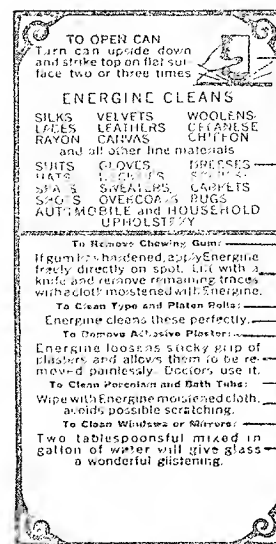 TO OPEN CAN
Turn can upside down
and strike top on flat sur-
face two or three times
ENERGINE CLEANS
SILKS VELVETS WOOLENS
LACES LEATHERS CELANESE
RAYON CANVAS CHIFFON
and all other fine materials
SUITS GLOVES DRESSES
HATS NECKTIES
SPATS SWEATERS CARPETS
SHOES OVERCOATS RUGS
AUTOMOBILE and HOUSEHOLD
UPHOLSTERY
To Remove Chewing Gum:
If gum has hardened, apply Energine
freely directly on spot. Lift with a
knife and remove remaining traces
with a cloth moistened with Energine.
To Clean Type and Platen Rolls:
Energine cleans these perfectly.
To Remove Adhesive Plaster:
Energine loosens sticky grip of
plasters and allows them to be re-
moved painlessly. Doctors use it.
To Clean Porcelain and Bath Tubs:
Wipe with Energine moistened cloth,
avoids possible scratching.
To Clean Windows or Mirrors:
Two tablespoonsful mixed in
gallon of water will give glass
a wonderful glistening.